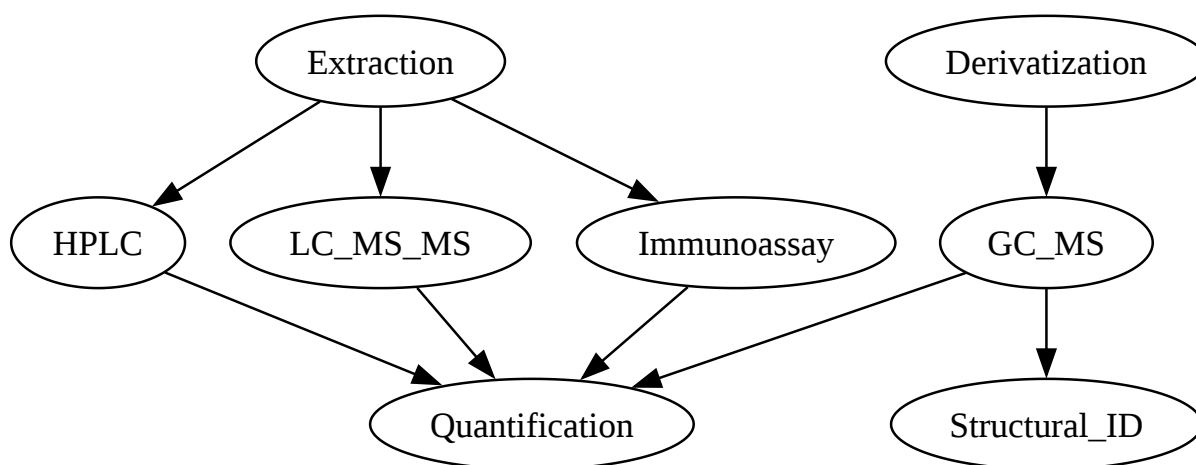 Extraction
Derivatization
HPLC
LC_MS_MS
Immunoassay
GC_MS
Quantification
Structural_ID